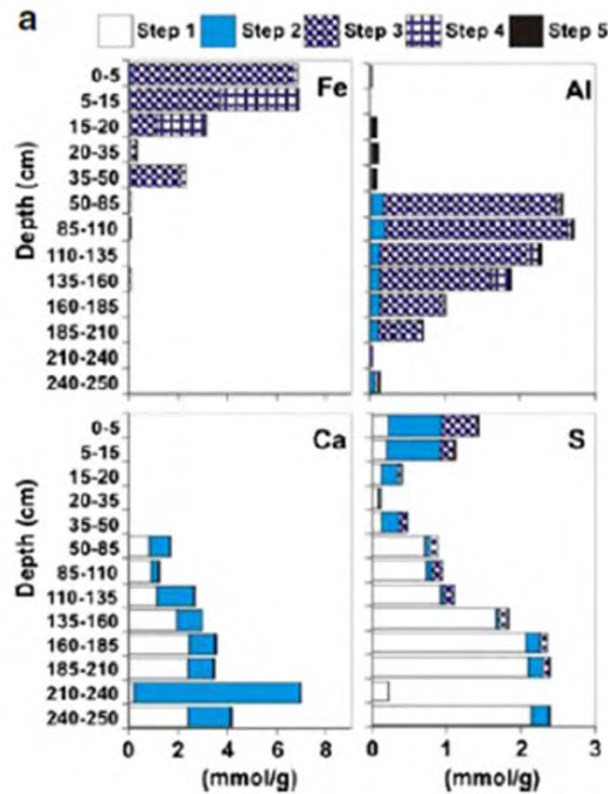 a
Step 1 Step 2 Step 3 Step 4 Step 5
Fe
Al
Depth (cm)
0-5
5-15
15-20
20-35
35-50
50-85
85-110
110-135
135-160
160-185
185-210
210-240
240-250
Ca
S
Depth (cm)
0-5
5-15
15-20
20-35
35-50
50-85
85-110
110-135
135-160
160-185
185-210
210-240
240-250
0 2 4 6 8 0 1 2 3
(mmol/g) (mmol/g)